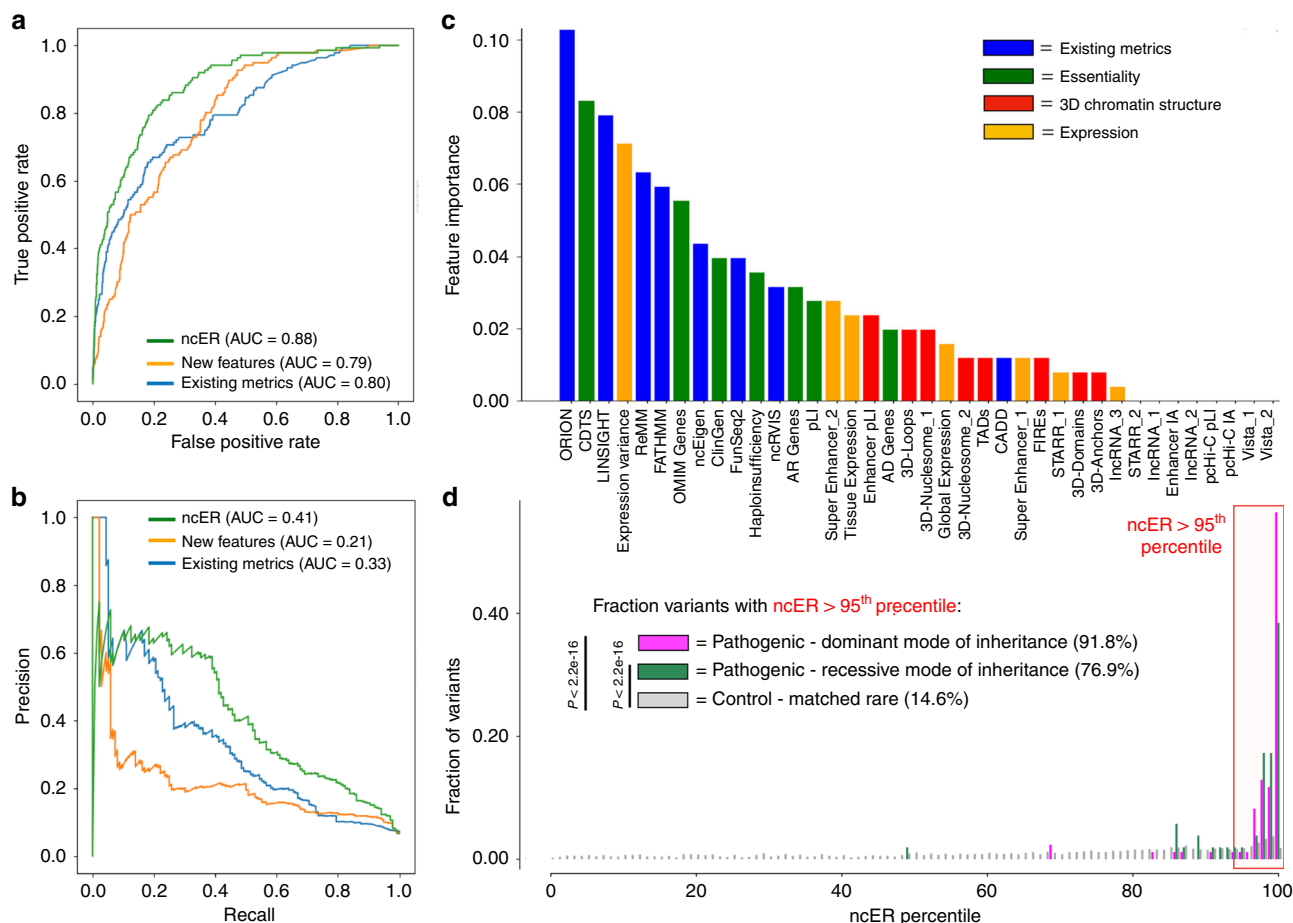 a
1.0
0.8
0.6
0.4
0.2
0.0
True positive rate
ncER (AUC = 0.88)
New features (AUC = 0.79)
Existing metrics (AUC = 0.80)
0.0 0.2 0.4 0.6 0.8 1.0
False positive rate
b
1.0
0.8
0.6
0.4
0.2
0.0
Precision
ncER (AUC = 0.41)
New features (AUC = 0.21)
Existing metrics (AUC = 0.33)
0.0 0.2 0.4 0.6 0.8 1.0
Recall
c
0.10
0.08
0.06
0.04
0.02
0.00
Feature importance
= Existing metrics
= Essentiality
= 3D chromatin structure
= Expression
ORION
CDTS
LINSIGHT
Expression variance
ReMM
FATHMM
OMIM Genes
ncEigen
ClinGen
FunSeq2
Haploinsufficiency
ncRVIS
AR Genes
pLI
Super Enhancer_2
Tissue Expression
Enhancer pLI
AD Genes
3D-Loops
3D-Nuclesome_1
Global Expression
3D-Nucleosome_2
TADs
CADD
Super Enhancer_1
FIREs
STARR_1
3D-Domains
3D-Anchors
lncRNA_3
STARR_2
lncRNA_1
Enhancer IA
lncRNA_2
pcHi-C pLI
pcHi-C IA
Vista_1
Vista_2
d
0.40
0.20
0.00
Fraction of variants
ncER > 95th
percentile
Fraction variants with ncER > 95th precentile:
P < 2.2e-16
P < 2.2e-16
= Pathogenic - dominant mode of inheritance (91.8%)
= Pathogenic - recessive mode of inheritance (76.9%)
= Control - matched rare (14.6%)
0 20 40 60 80 100
ncER percentile